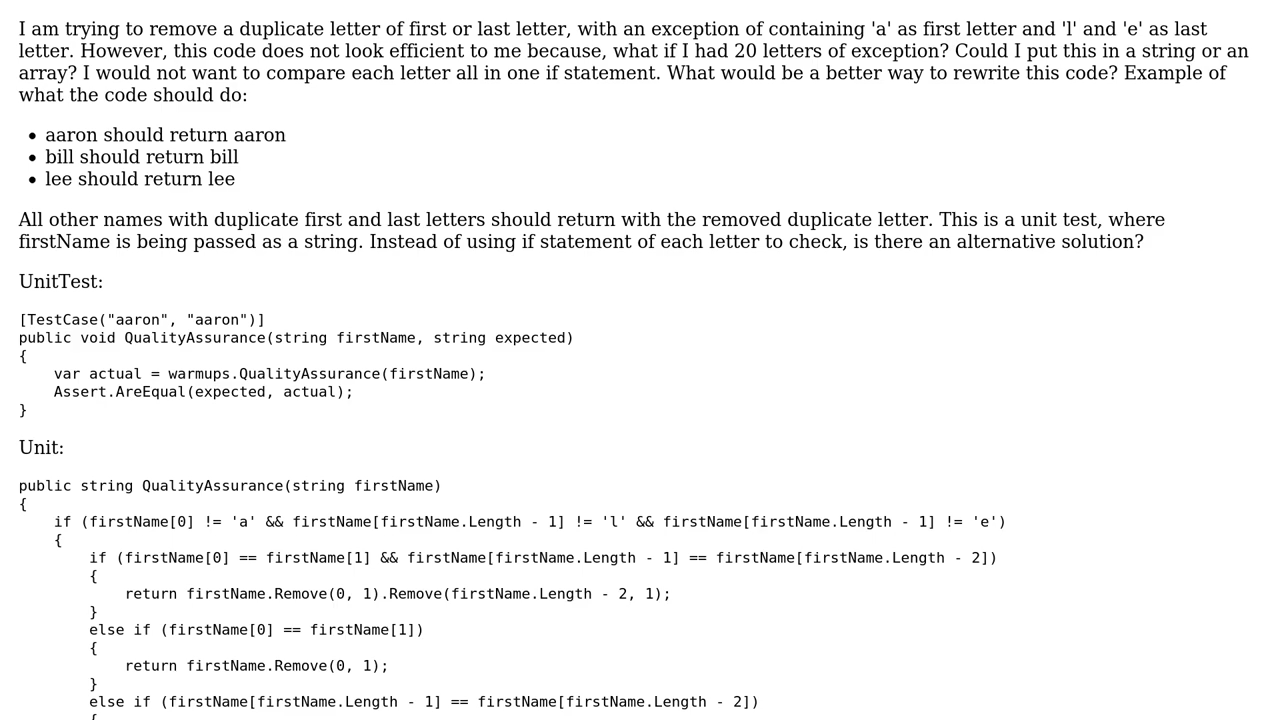 I am trying to remove a duplicate letter of first or last letter, with an exception of containing 'a' as first letter and 'l' and 'e' as last
letter. However, this code does not look efficient to me because, what if I had 20 letters of exception? Could I put this in a string or an
array? I would not want to compare each letter all in one if statement. What would be a better way to rewrite this code? Example of
what the code should do:
• aaron should return aaron
• bill should return bill
• lee should return lee
All other names with duplicate first and last letters should return with the removed duplicate letter. This is a unit test, where
firstName is being passed as a string. Instead of using if statement of each letter to check, is there an alternative solution?
UnitTest:
[TestCase("aaron", "aaron")]
public void QualityAssurance(string firstName, string expected)
{
    var actual = warmups.QualityAssurance(firstName);
    Assert.AreEqual(expected, actual);
}
Unit:
public string QualityAssurance(string firstName)
{
    if (firstName[0] != 'a' && firstName[firstName.Length - 1] != 'l' && firstName[firstName.Length - 1] != 'e')
    {
        if (firstName[0] == firstName[1] && firstName[firstName.Length - 1] == firstName[firstName.Length - 2])
        {
            return firstName.Remove(0, 1).Remove(firstName.Length - 2, 1);
        }
        else if (firstName[0] == firstName[1])
        {
            return firstName.Remove(0, 1);
        }
        else if (firstName[firstName.Length - 1] == firstName[firstName.Length - 2])
        {